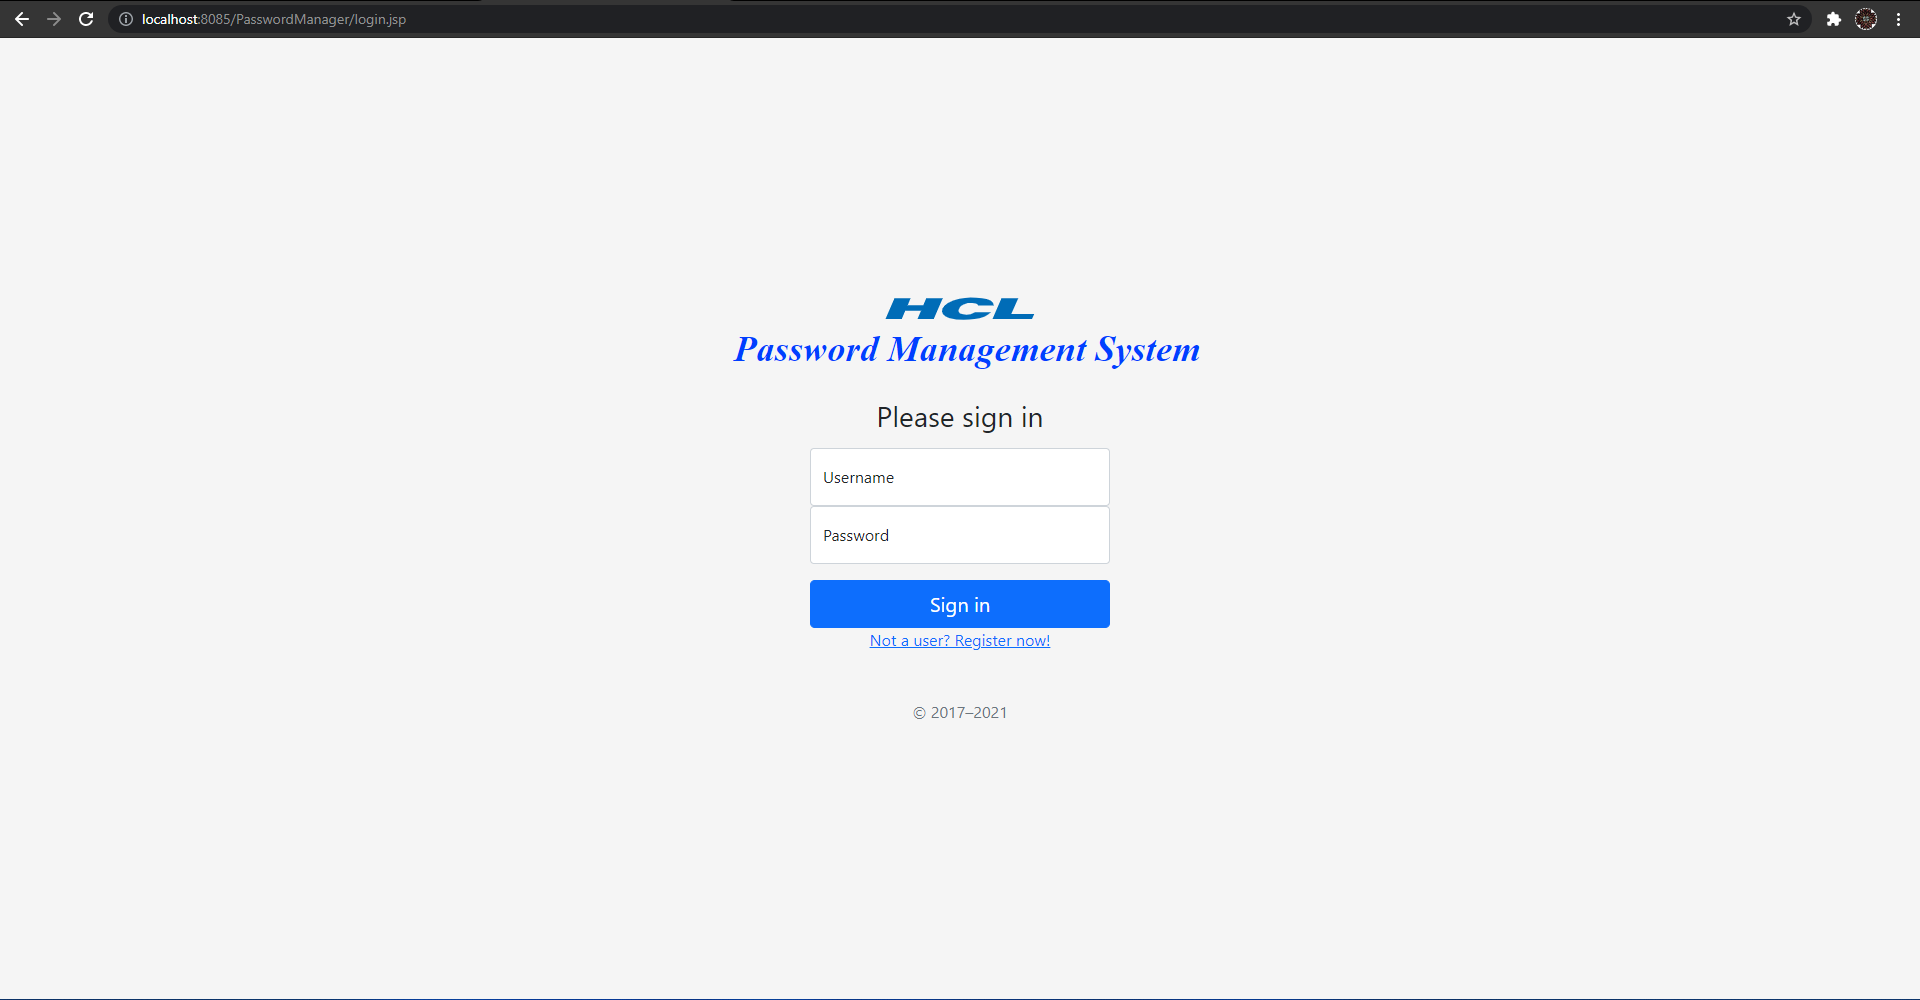 localhost:8085/PasswordManager/login.jsp
HCL
Password Management System
Please sign in
Username
Password
Sign in
Not a user? Register now!
© 2017–2021